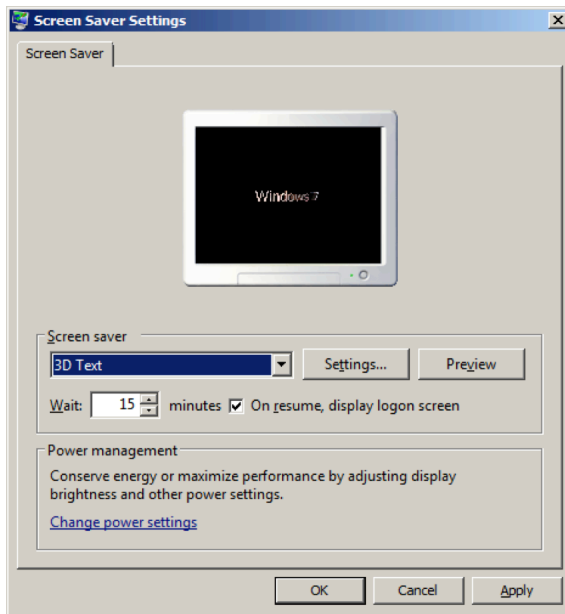 Screen Saver Settings
Screen Saver
Windows 7
Screen saver
3D Text
Settings...
Preview
Wait:
15
minutes
On resume, display logon screen
Power management
Conserve energy or maximize performance by adjusting display
brightness and other power settings.
Change power settings
OK
Cancel
Apply